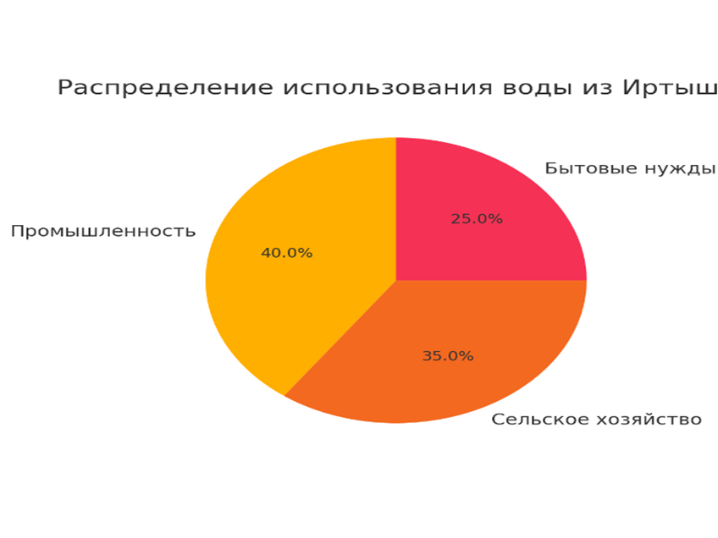 Распределение использования воды из Иртыш
Бытовые нужды
Промышленность
25.0%
40.0%
35.0%
Сельское хозяйство